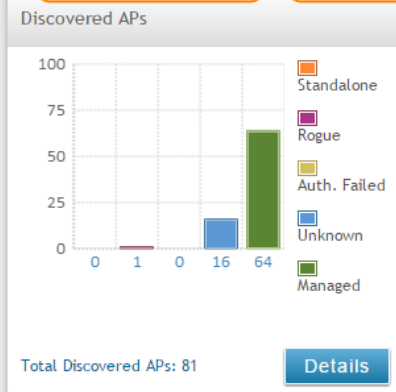 Discovered APs
100
75
50
25
0
0 1 0 16 64
Standalone
Rogue
Auth. Failed
Unknown
Managed
Total Discovered APs: 81
Details